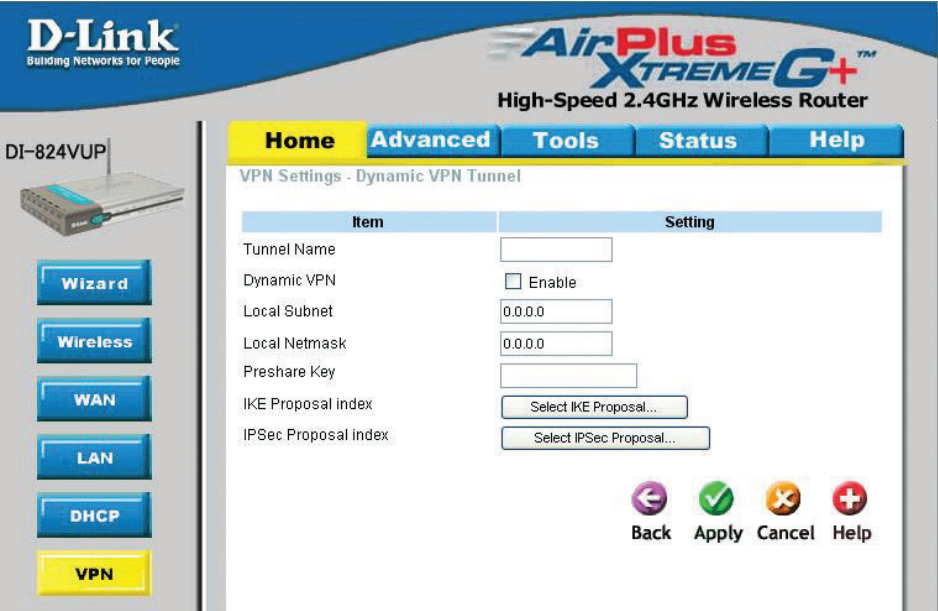 D-Link
Building Networks for People
AirPlus
XTREME G+™
High-Speed 2.4GHz Wireless Router
DI-824VUP
D-Link
Home Advanced Tools Status Help
VPN Settings - Dynamic VPN Tunnel
Item Setting
Tunnel Name
Dynamic VPN Enable
Local Subnet 0.0.0.0
Local Netmask 0.0.0.0
Preshare Key
IKE Proposal index Select IKE Proposal...
IPSec Proposal index Select IPSec Proposal...
Wizard
Wireless
WAN
LAN
DHCP
VPN
Back Apply Cancel Help